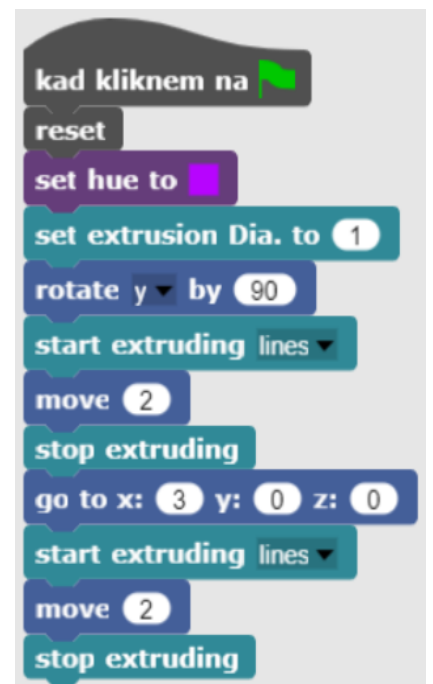 kad kliknem na
reset
set hue to
set extrusion Dia. to 1
rotate y by 90
start extruding lines
move 2
stop extruding
go to x: 3 y: 0 z: 0
start extruding lines
move 2
stop extruding